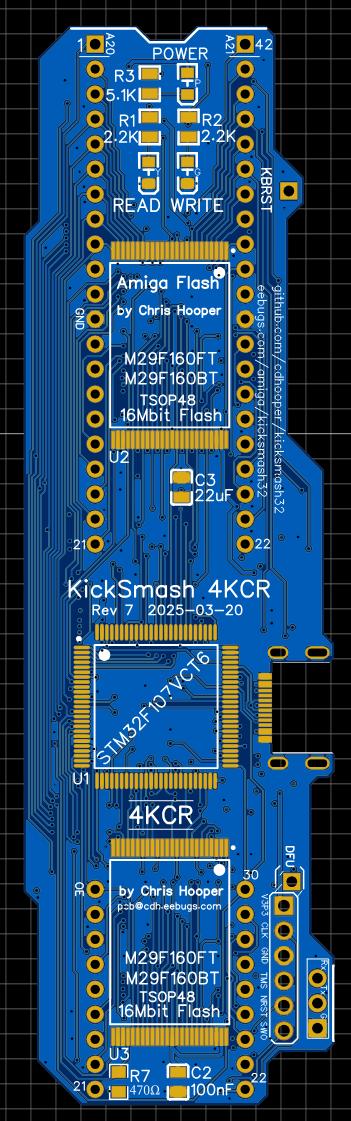 1
A20
A21
42
POWER
R3
P
5.1K
R1
R2
2.2K
2.2K
Y
G
READ WRITE
KBRST
Amiga Flash
by Chris Hooper
GND
M29F160FT
M29F160BT
TSOP48
16Mbit Flash
github.com/cdhooper/kicksmash32
eebugs.com/amiga/kicksmash32
U2
C3
22uF
21
22
KickSmash 4KCR
Rev 7 2025-03-20
STM32F107VCT6
U1
4KCR
DFU
30
OE
by Chris Hooper
pcb@cdh.eebugs.com
V3P3
CLK
GND
TMS
NRST
SWO
M29F160FT
M29F160BT
TSOP48
16Mbit Flash
Rx
Tx
G
U3
R7
470Ω
C2
100nF
21
22